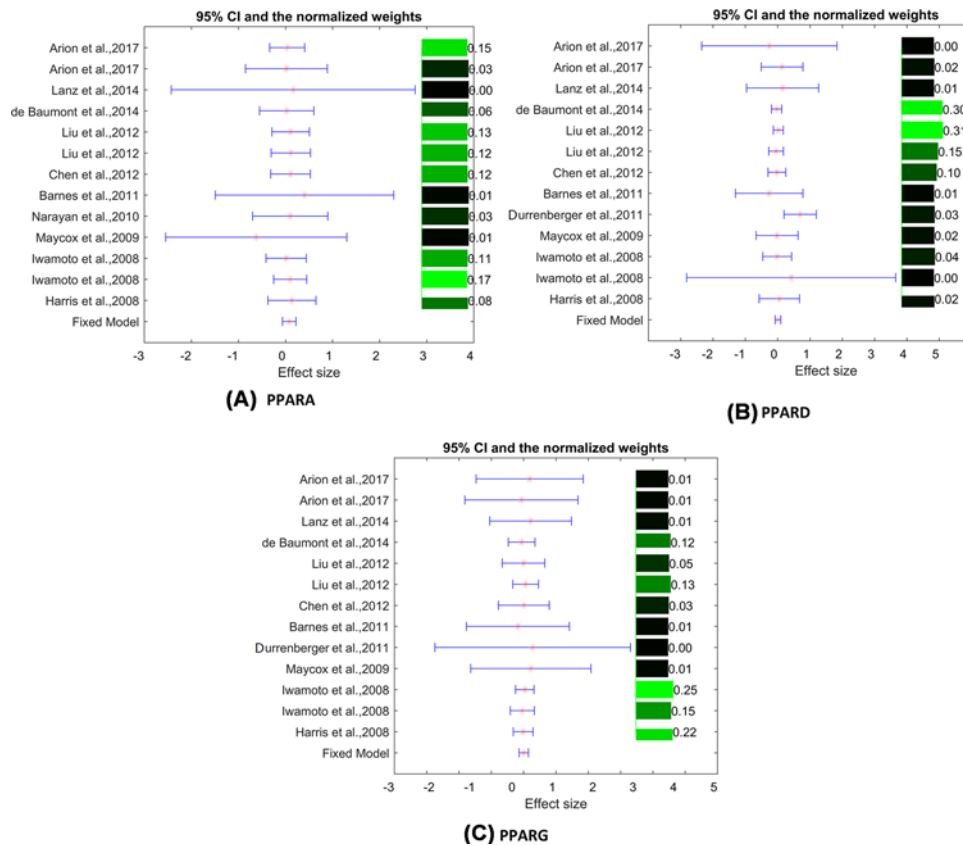 95% CI and the normalized weights
Arion et al.,2017 0.15
Arion et al.,2017 0.03
Lanz et al.,2014 0.00
de Baumont et al.,2014 0.06
Liu et al.,2012 0.13
Liu et al.,2012 0.12
Chen et al.,2012 0.12
Barnes et al.,2011 0.01
Narayan et al.,2010 0.03
Maycox et al.,2009 0.01
Iwamoto et al.,2008 0.11
Iwamoto et al.,2008 0.17
Harris et al.,2008 0.08
Fixed Model
-3 -2 -1 0 1 2 3 4
Effect size
(A) PPARA
95% CI and the normalized weights
Arion et al.,2017 0.00
Arion et al.,2017 0.02
Lanz et al.,2014 0.01
de Baumont et al.,2014 0.30
Liu et al.,2012 0.31
Liu et al.,2012 0.15
Chen et al.,2012 0.10
Barnes et al.,2011 0.01
Durrenberger et al.,2011 0.03
Maycox et al.,2009 0.02
Iwamoto et al.,2008 0.04
Iwamoto et al.,2008 0.00
Harris et al.,2008 0.02
Fixed Model
-3 -2 -1 0 1 2 3 4 5
Effect size
(B) PPARD
95% CI and the normalized weights
Arion et al.,2017 0.01
Arion et al.,2017 0.01
Lanz et al.,2014 0.01
de Baumont et al.,2014 0.12
Liu et al.,2012 0.05
Liu et al.,2012 0.13
Chen et al.,2012 0.03
Barnes et al.,2011 0.01
Durrenberger et al.,2011 0.00
Maycox et al.,2009 0.01
Iwamoto et al.,2008 0.25
Iwamoto et al.,2008 0.15
Harris et al.,2008 0.22
Fixed Model
-3 -2 -1 0 1 2 3 4 5
Effect size
(C) PPARG